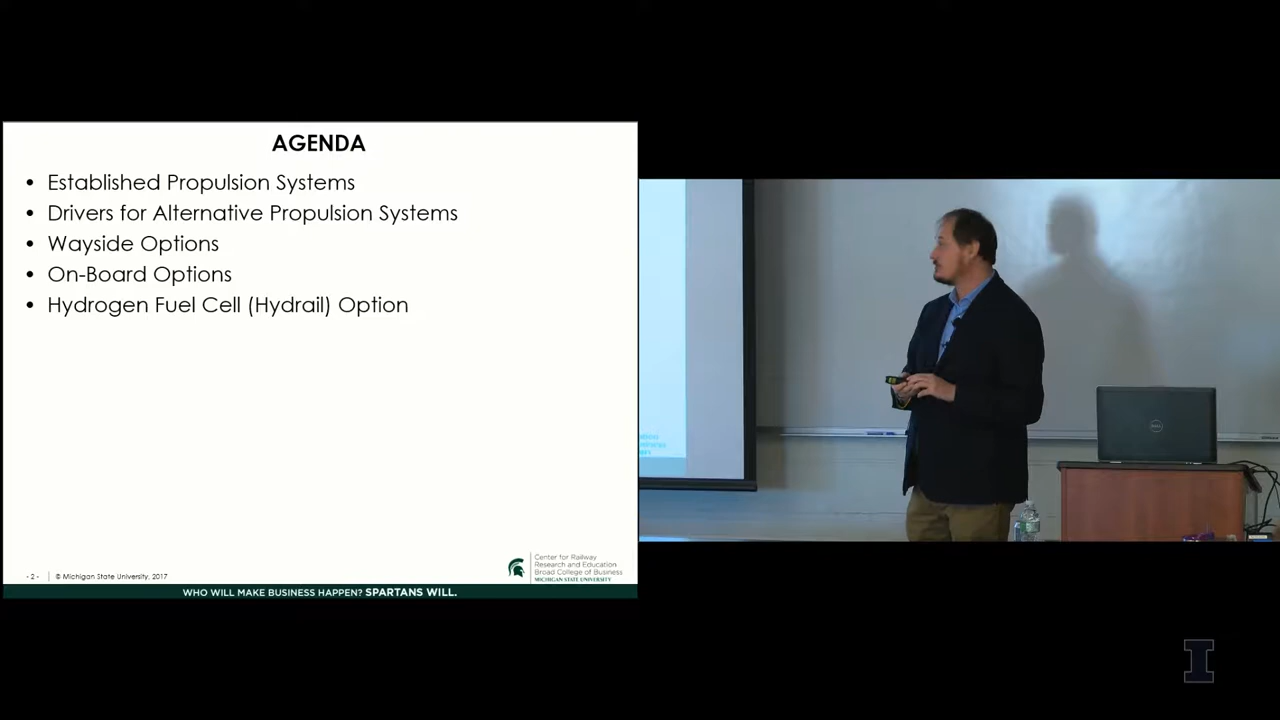 AGENDA
• Established Propulsion Systems
• Drivers for Alternative Propulsion Systems
• Wayside Options
• On-Board Options
• Hydrogen Fuel Cell (Hydrail) Option
- 2 - | © Michigan State University, 2017
Center for Railway
Research and Education
Broad College of Business
MICHIGAN STATE UNIVERSITY
WHO WILL MAKE BUSINESS HAPPEN? SPARTANS WILL.
DELL
I